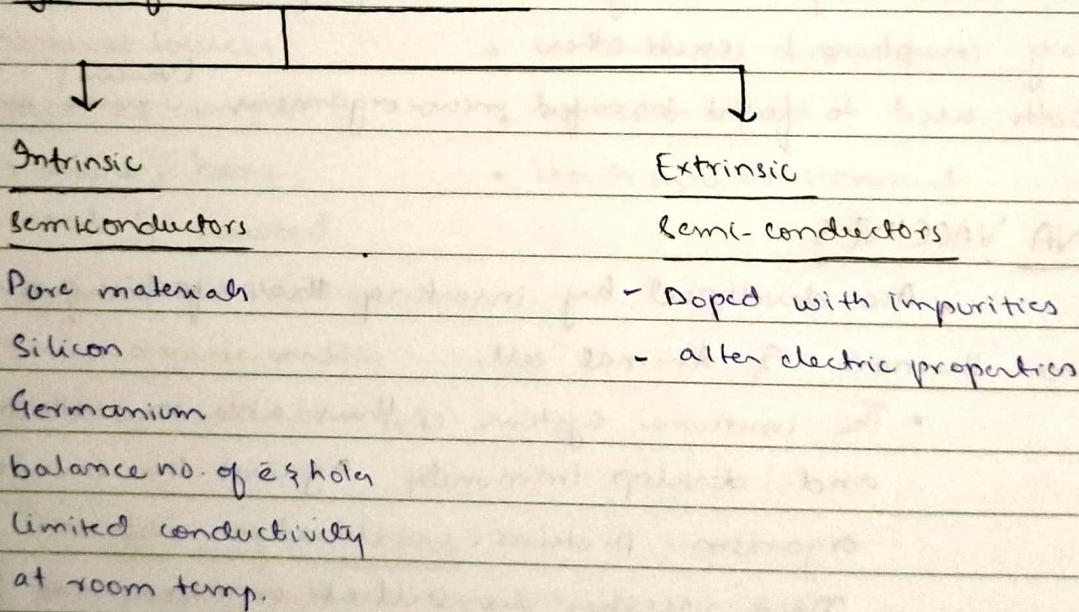 Intrinsic
Semiconductors
Pure materials
Silicon
Germanium
balance no. of ē & holes
limited conductivity
at room temp.
Extrinsic
Semi-conductors
- Doped with impurities
- alter electric properties